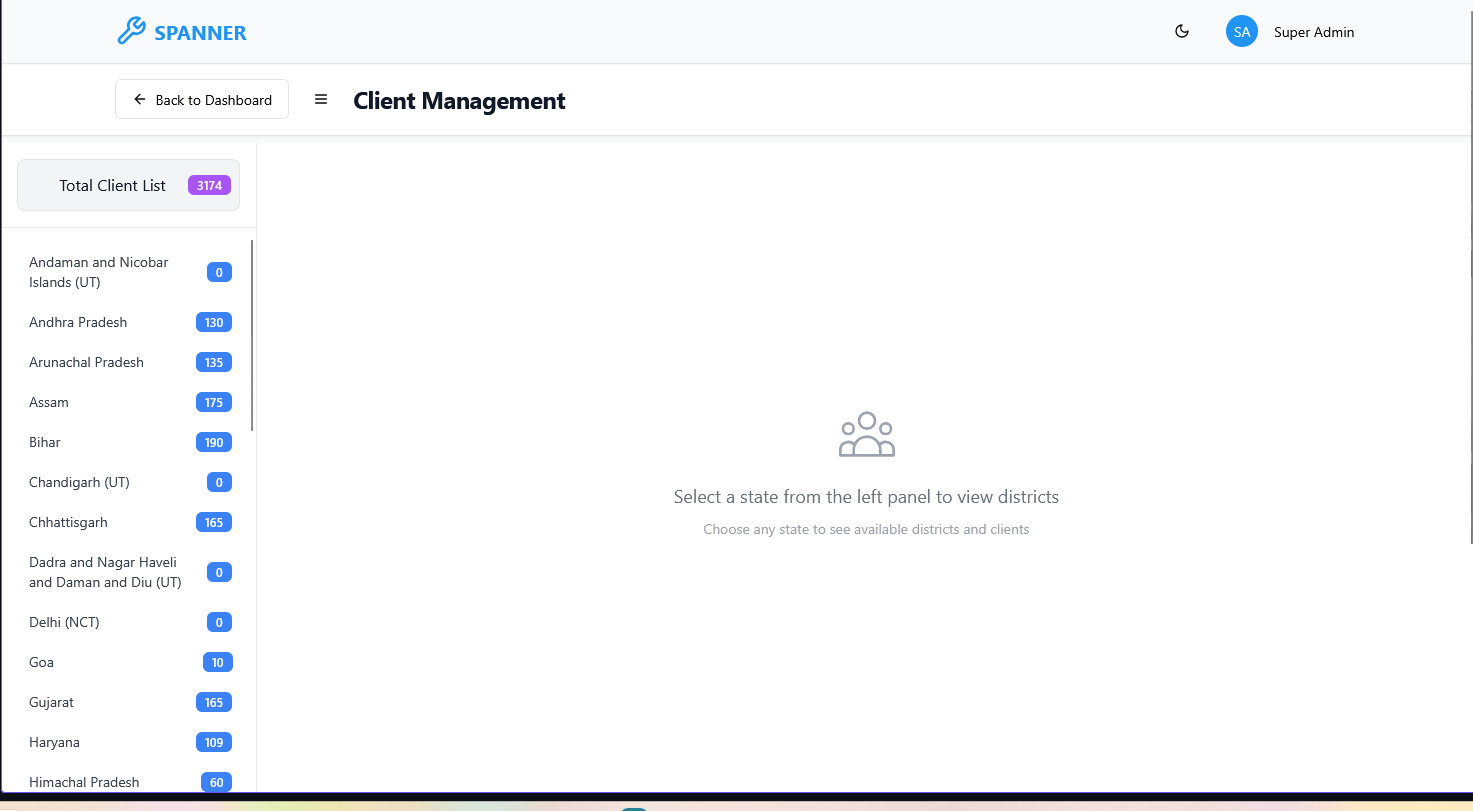 SPANNER
SA
Super Admin
Back to Dashboard
Client Management
Total Client List 3174
Andaman and Nicobar
Islands (UT)
0
Andhra Pradesh 130
Arunachal Pradesh 135
Assam 175
Bihar 190
Chandigarh (UT) 0
Chhattisgarh 165
Dadra and Nagar Haveli
and Daman and Diu (UT)
0
Delhi (NCT) 0
Goa 10
Gujarat 165
Haryana 109
Himachal Pradesh 60
Select a state from the left panel to view districts
Choose any state to see available districts and clients